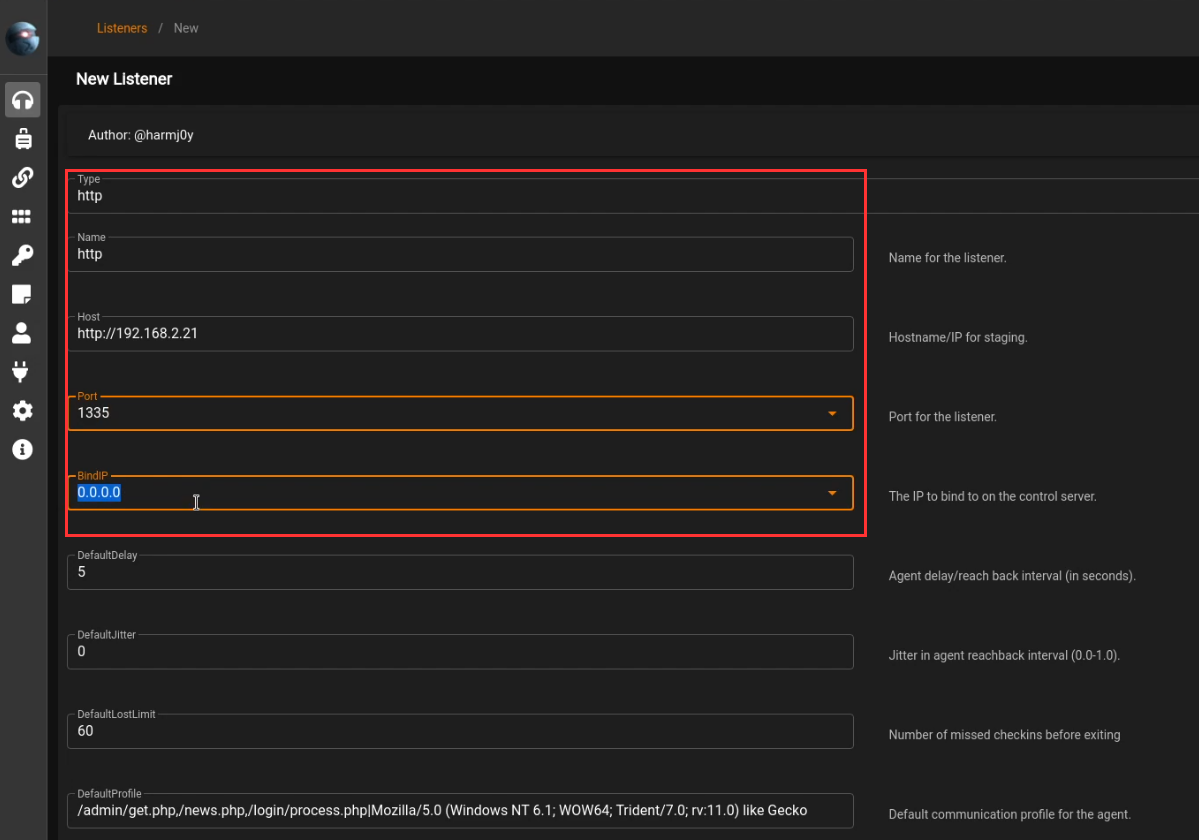 Listeners / New
New Listener
Author: @harmj0y
Type
http
Name
http
Name for the listener.
Host
http://192.168.2.21
Hostname/IP for staging.
Port
1335
Port for the listener.
BindIP
0.0.0.0
The IP to bind to on the control server.
DefaultDelay
5
Agent delay/reach back interval (in seconds).
DefaultJitter
0
Jitter in agent reachback interval (0.0-1.0).
DefaultLostLimit
60
Number of missed checkins before exiting
DefaultProfile
/admin/get.php,/news.php,/login/process.php|Mozilla/5.0 (Windows NT 6.1; WOW64; Trident/7.0; rv:11.0) like Gecko
Default communication profile for the agent.